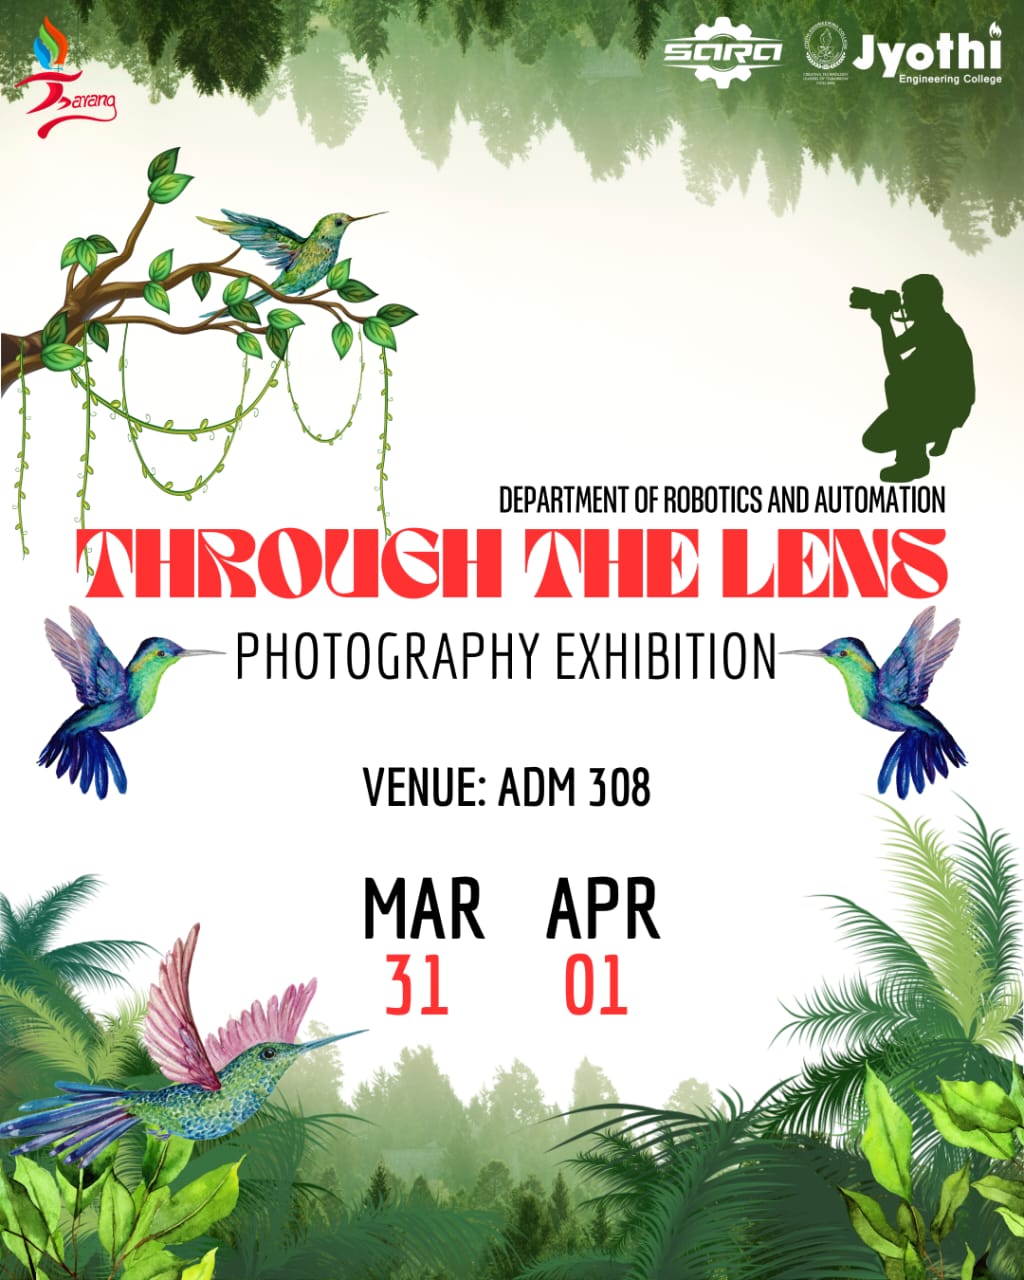 Tarang
SARA
Jyothi
Engineering College
DEPARTMENT OF ROBOTICS AND AUTOMATION
THROUGH THE LENS
PHOTOGRAPHY EXHIBITION
VENUE: ADM 308
MAR APR
31 01